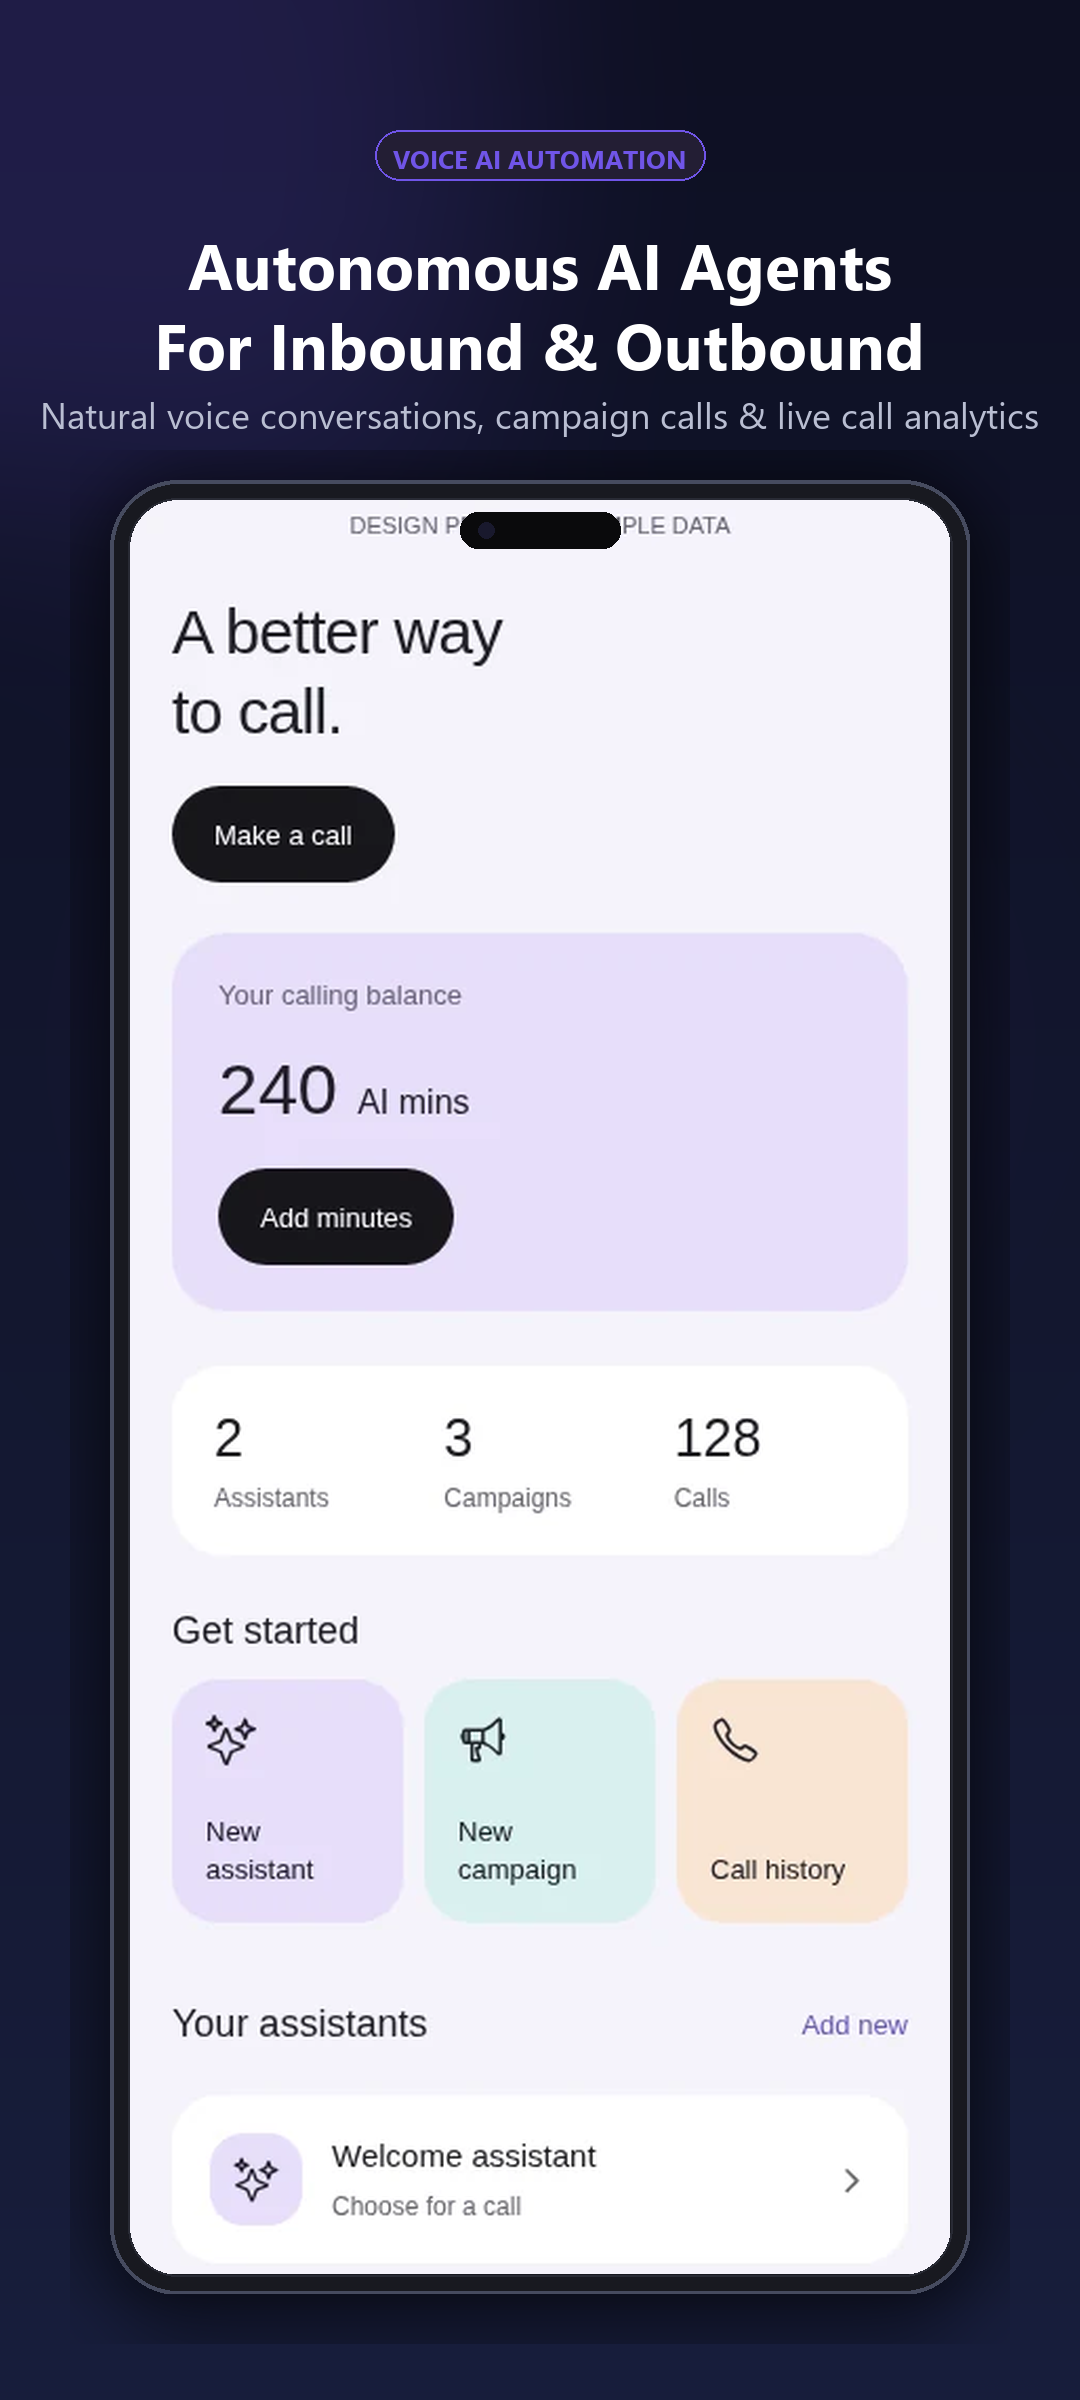 VOICE AI AUTOMATION
Autonomous AI Agents
For Inbound & Outbound
Natural voice conversations, campaign calls & live call analytics
DESIGN DATA
A better way
to call.
Make a call
Your calling balance
240 AI mins
Add minutes
2 3 128
Assistants Campaigns Calls
Get started
New
assistant
New
campaign
Call history
Your assistants
Add new
Welcome assistant
Choose for a call